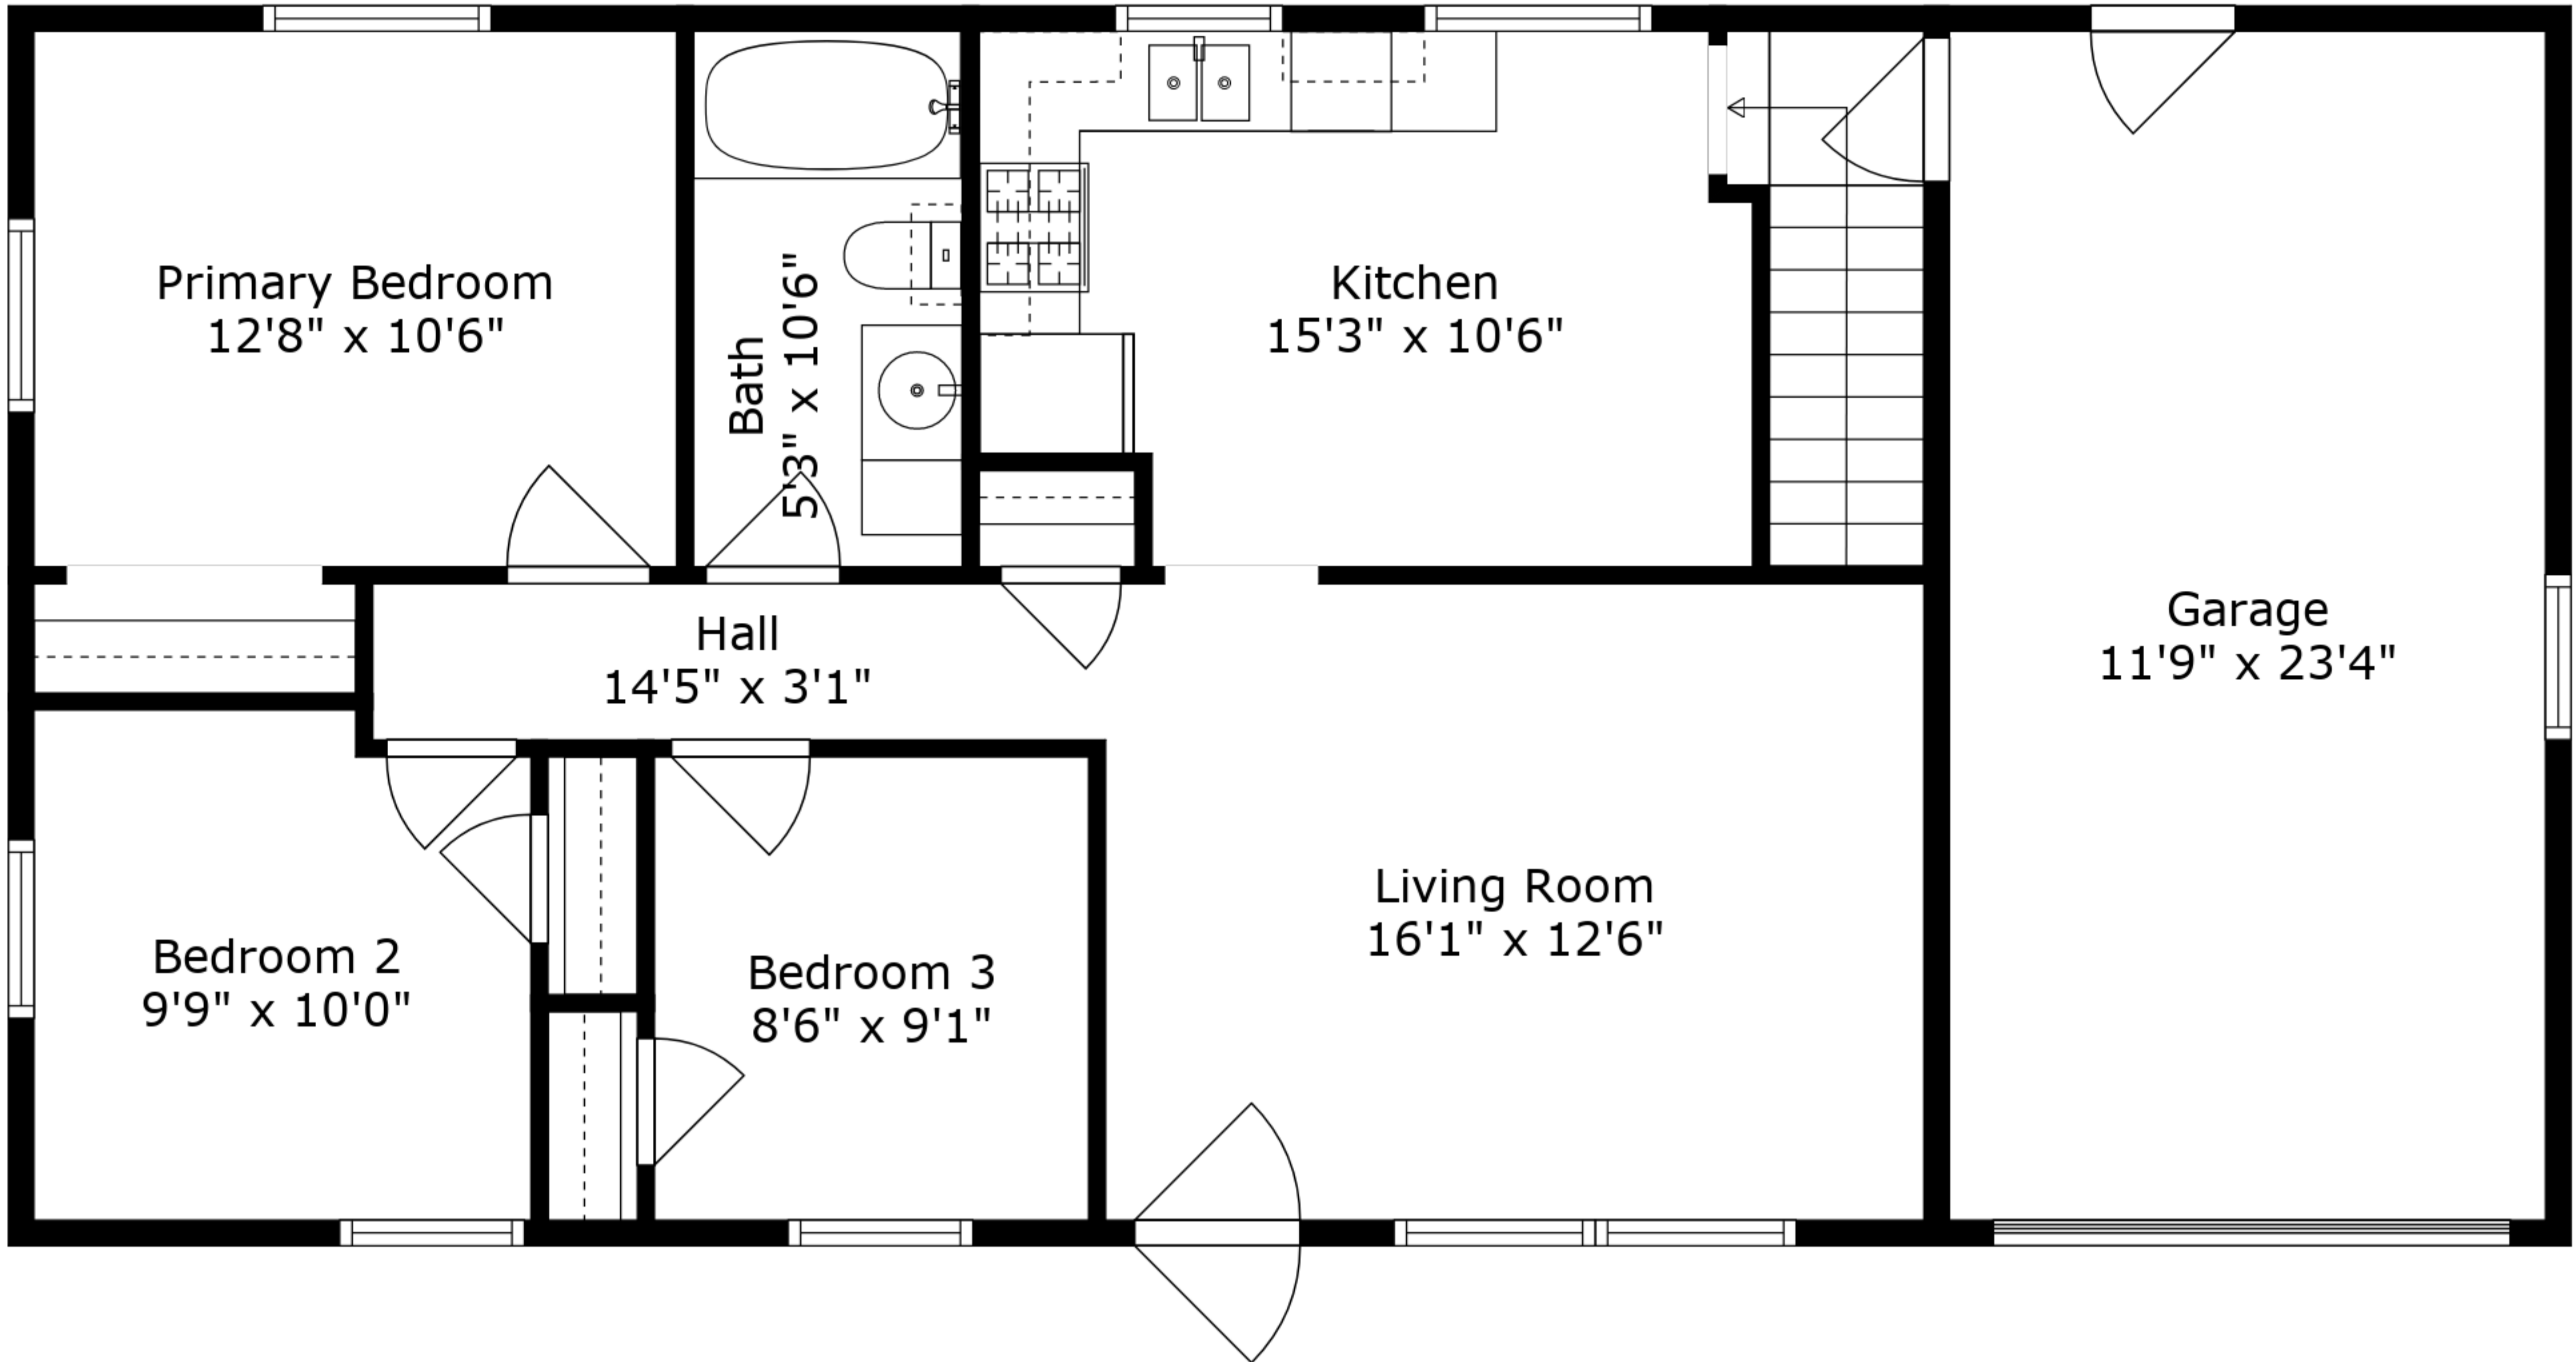 Primary Bedroom
12'8" x 10'6"
Bath
5'3" x 10'6"
Kitchen
15'3" x 10'6"
Hall
14'5" x 3'1"
Garage
11'9" x 23'4"
Living Room
16'1" x 12'6"
Bedroom 2
9'9" x 10'0"
Bedroom 3
8'6" x 9'1"